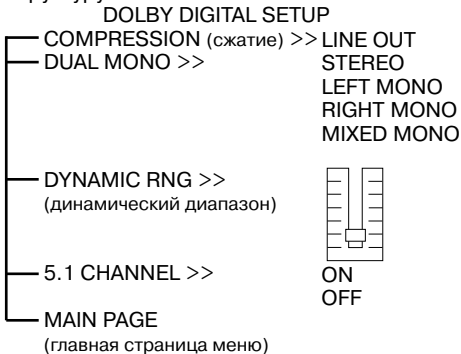 DOLBY DIGITAL SETUP
COMPRESSION (сжатие) >> LINE OUT
DUAL MONO >> STEREO
LEFT MONO
RIGHT MONO
MIXED MONO
DYNAMIC RNG >>
(динамический диапазон)
5.1 CHANNEL >> ON
OFF
MAIN PAGE
(главная страница меню)